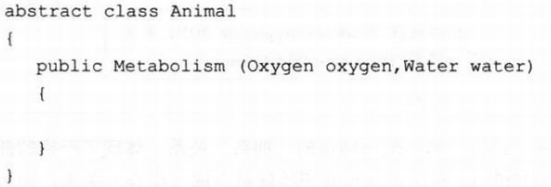 abstract class Animal
{
public Metabolism (Oxygen oxygen,Water water)
{
}
}